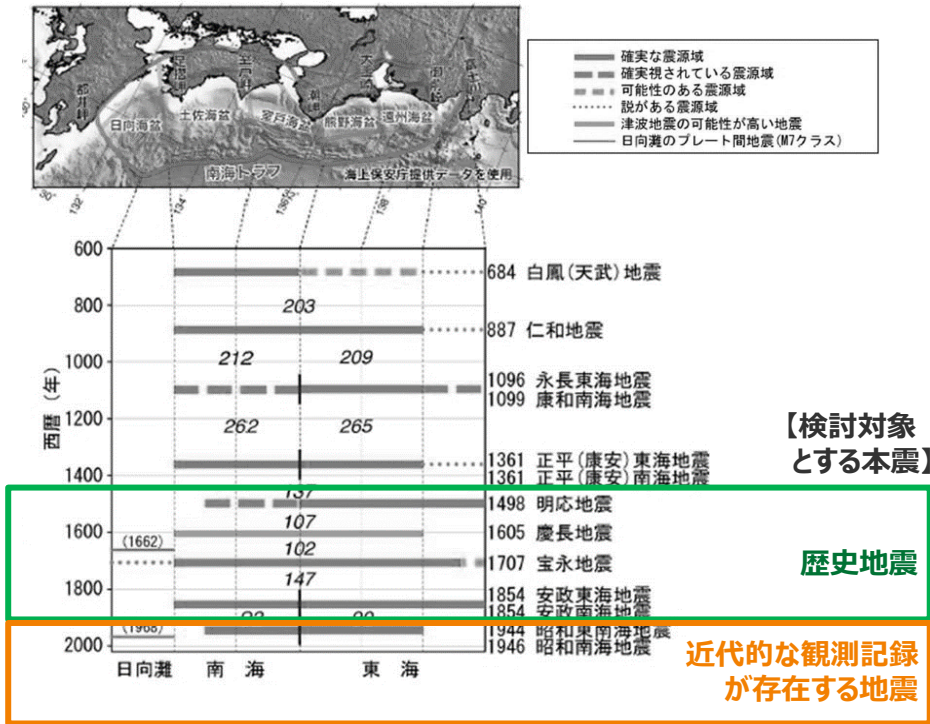 足摺岬
室戸岬
潮岬
大王崎
御前崎
富士川
都井岬
日向海盆
土佐海盆
室戸海盆
熊野海盆
遠州海盆
南海トラフ
海上保安庁提供データを使用
132
134
136
138
140
確実な震源域
確実視されている震源域
可能性のある震源域
説がある震源域
津波地震の可能性が高い地震
日向灘のプレート間地震(M7クラス)
西暦(年)
600
684 白鳳(天武)地震
203
800
887 仁和地震
212 209
1000
1096 永長東海地震
1099 康和南海地震
1200
262 265
【検討対象
とする本震】
1361 正平(康安)東海地震
1361 正平(康安)南海地震
1400
137
1498 明応地震
107
1600
1605 慶長地震
(1662)
102
1707 宝永地震
歴史地震
147
1800
1854 安政東海地震
1854 安政南海地震
(1968)
1944 昭和東南海地震
1946 昭和南海地震
2000
日向灘 南海 東海
近代的な観測記録
が存在する地震